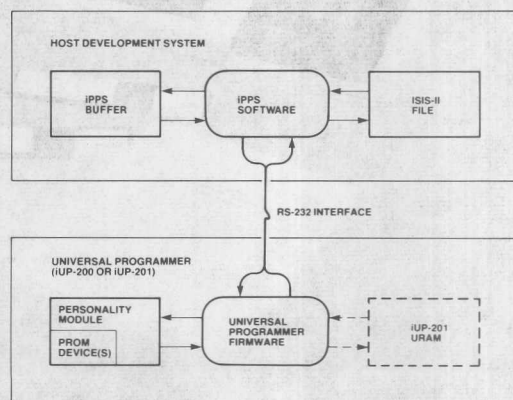 HOST DEVELOPMENT SYSTEM
iPPS
BUFFER
iPPS
SOFTWARE
ISIS-II
FILE
RS-232 INTERFACE
UNIVERSAL PROGRAMMER
(iUP-200 OR iUP-201)
PERSONALITY
MODULE
PROM
DEVICE(S)
UNIVERSAL
PROGRAMMER
FIRMWARE
iUP-201
URAM